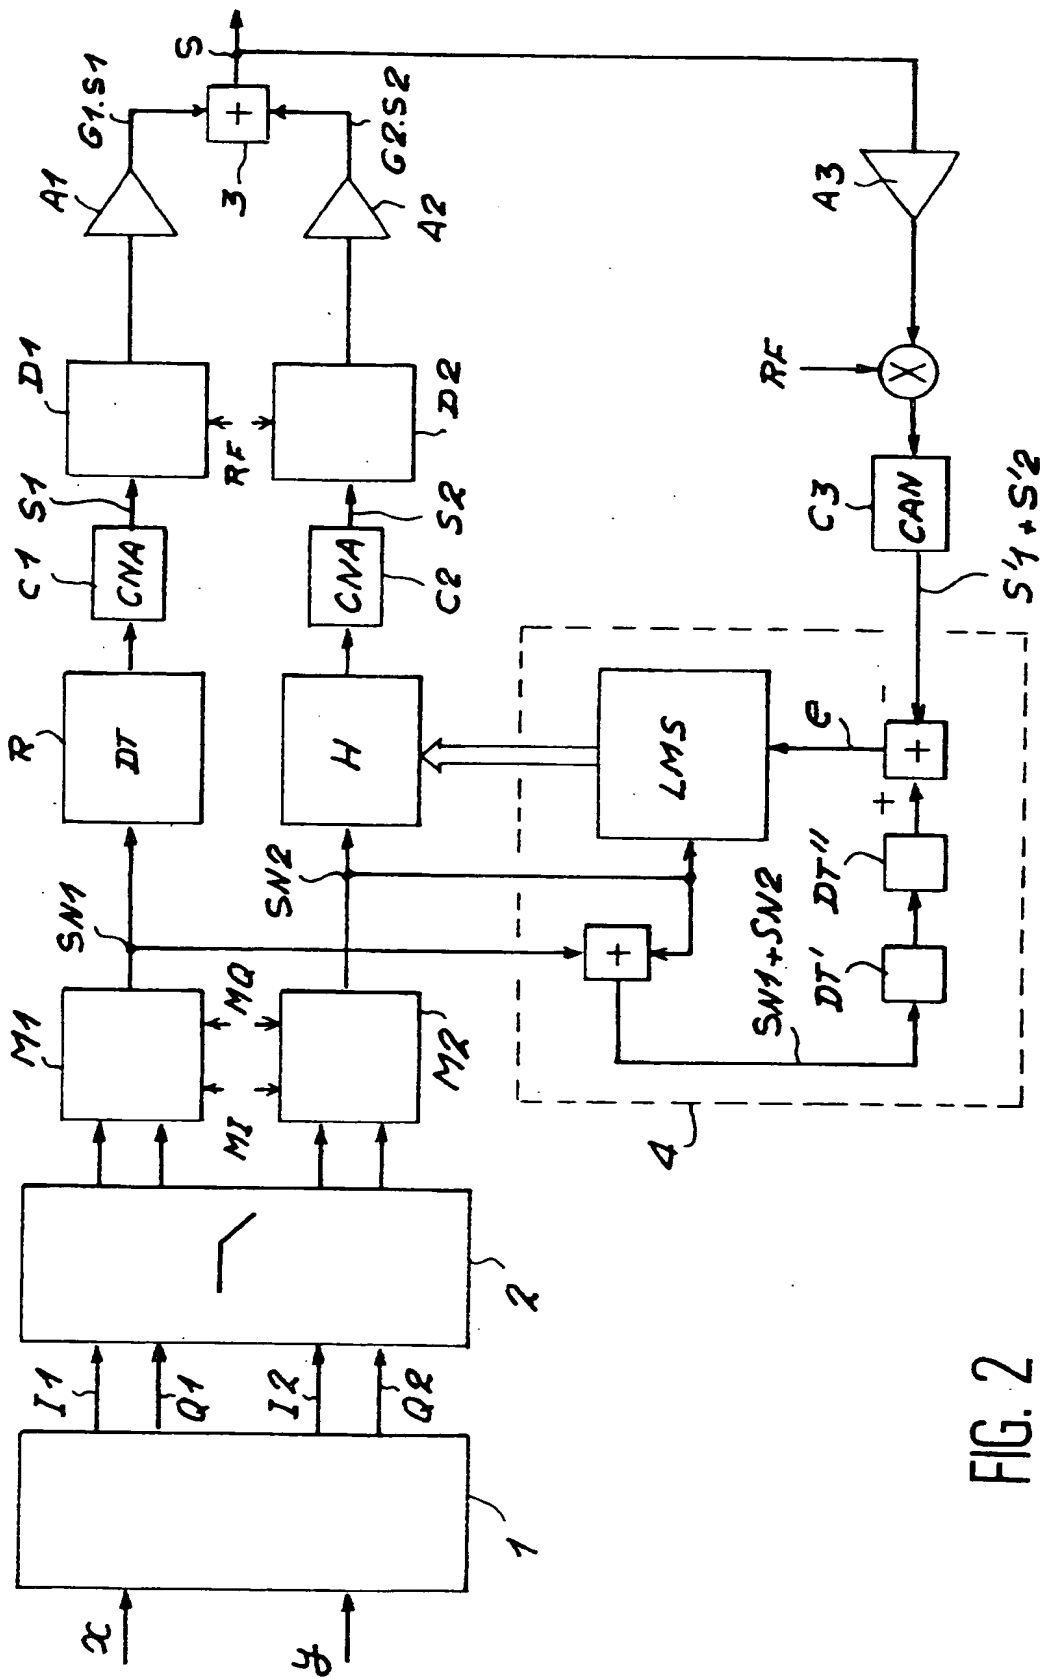 x
y
1
I1
Q1
I2
Q2
2
M1
MI
MQ
M2
SN1
SN2
R
DT
H
C1
CNA
S1
CNA
C2
S2
D1
RF
D2
A1
A2
G1.S1
G2.S2
+
3
S
A3
RF
X
C3
CAN
S'1 + S'2
4
+
SN1+SN2
DT'
DT"
+
+
-
e
LMS
FIG. 2